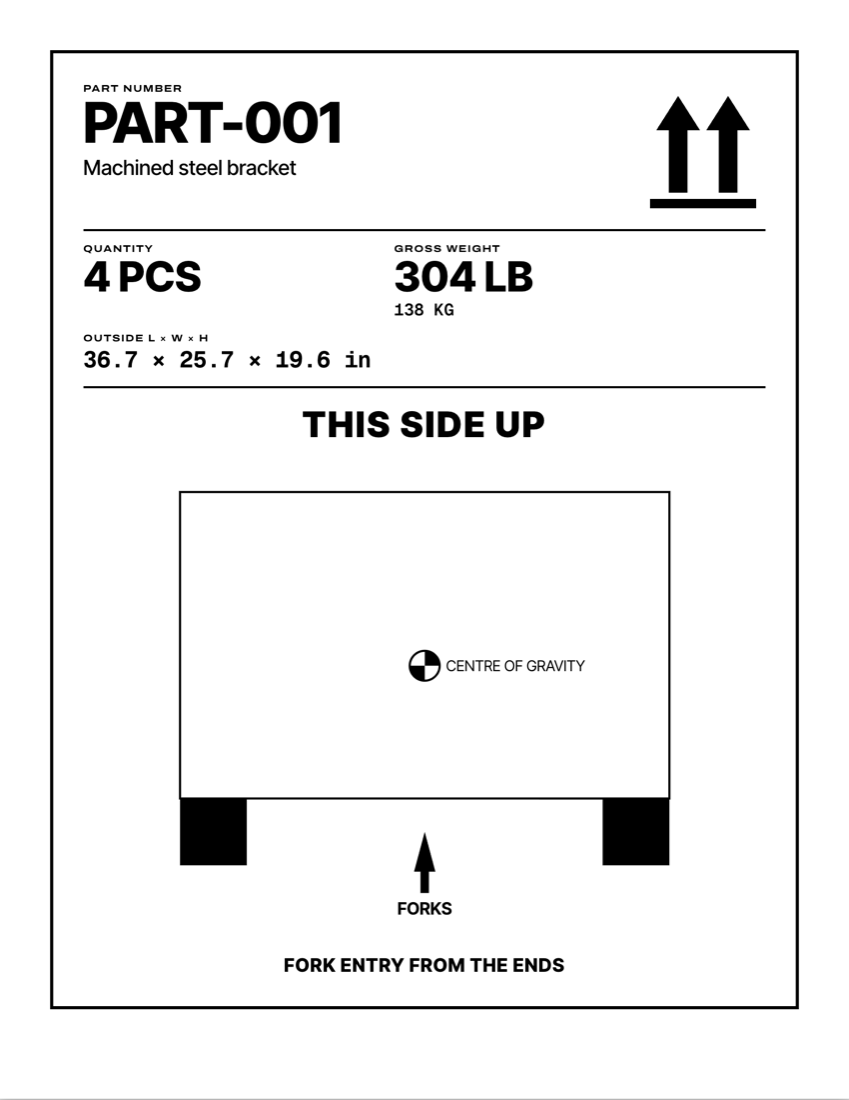 PART NUMBER
PART-001
Machined steel bracket
QUANTITY
4 PCS
GROSS WEIGHT
304 LB
138 KG
OUTSIDE L × W × H
36.7 × 25.7 × 19.6 in
THIS SIDE UP
CENTRE OF GRAVITY
FORKS
FORK ENTRY FROM THE ENDS